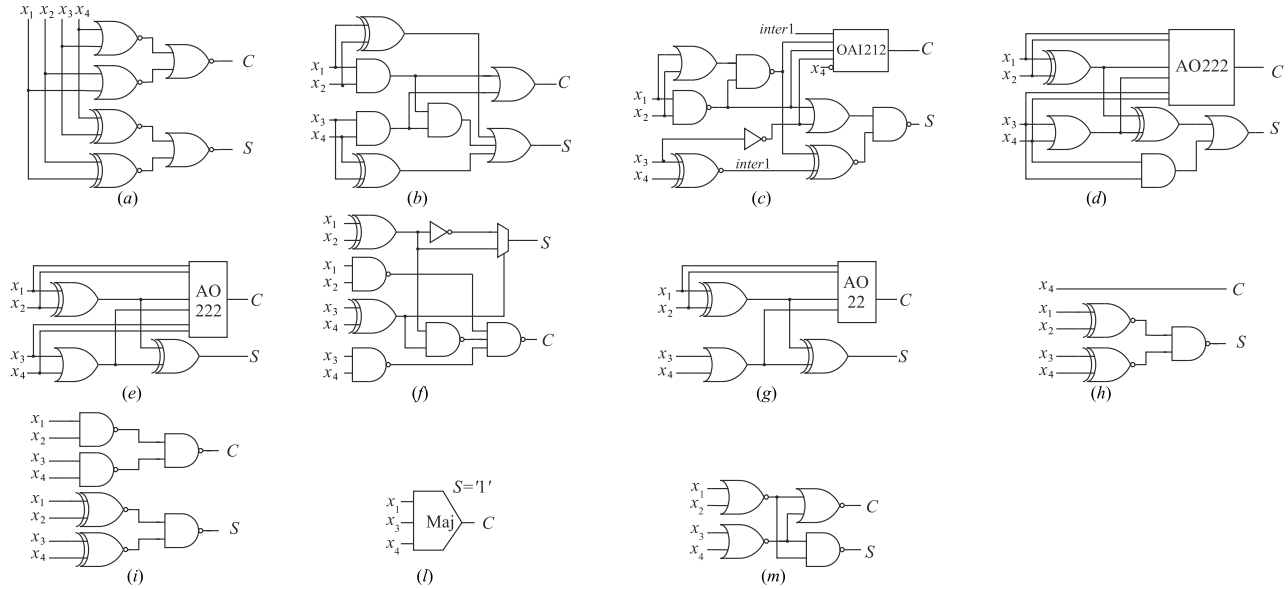 x1 x2 x3 x4
C
S
(a)
x1
x2
x3
x4
C
S
(b)
inter1
OAI212
C
x4
x1
x2
S
x3
x4
inter1
(c)
x1
x2
AO222
C
x3
x4
S
(d)
x1
x2
AO
222
C
x3
x4
S
(e)
x1
x2
S
x1
x2
x3
x4
C
x3
x4
(f)
x1
x2
AO
22
C
x3
x4
S
(g)
x4
C
x1
x2
S
x3
x4
(h)
x1
x2
C
x3
x4
x1
x2
S
x3
x4
(i)
S='1'
x1
x3
Maj
C
x4
(l)
x1
x2
C
x3
x4
S
(m)